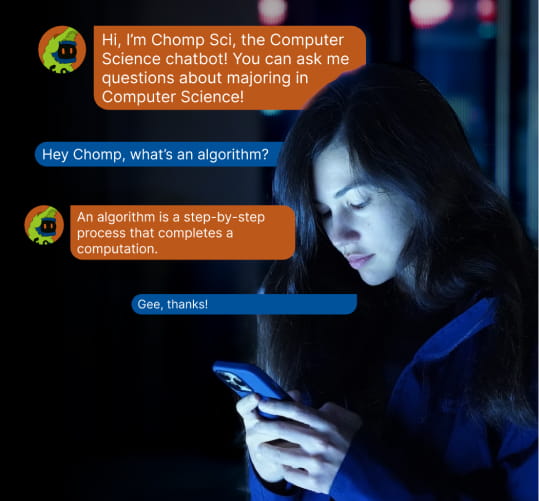 Hi, I'm Chomp Sci, the Computer
Science chatbot! You can ask me
questions about majoring in
Computer Science!
Hey Chomp, what's an algorithm?
An algorithm is a step-by-step
process that completes a
computation.
Gee, thanks!